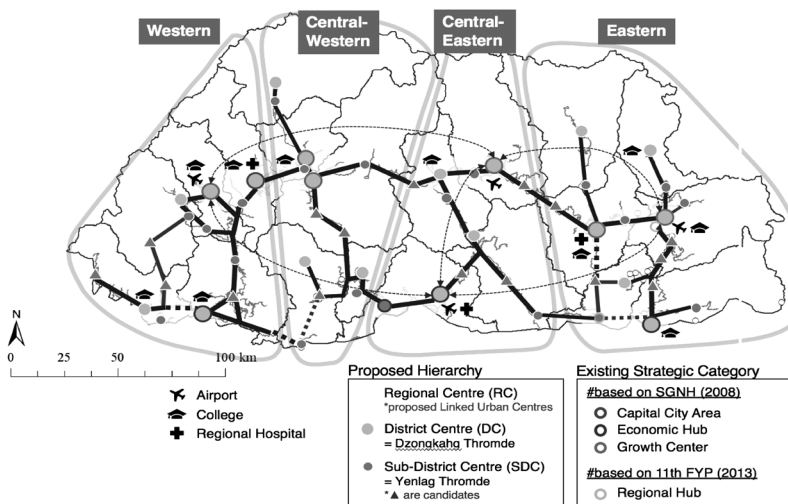 Western
Central-
Western
Central-
Eastern
Eastern
N
0 25 50 100 km
Airport
College
Regional Hospital
Proposed Hierarchy
Regional Centre (RC)
*proposed Linked Urban Centres
District Centre (DC)
= Dzongkahg Thromde
Sub-District Centre (SDC)
= Yenlag Thromde
*▲ are candidates
Existing Strategic Category
#based on SGNH (2008)
Capital City Area
Economic Hub
Growth Center
#based on 11th FYP (2013)
Regional Hub